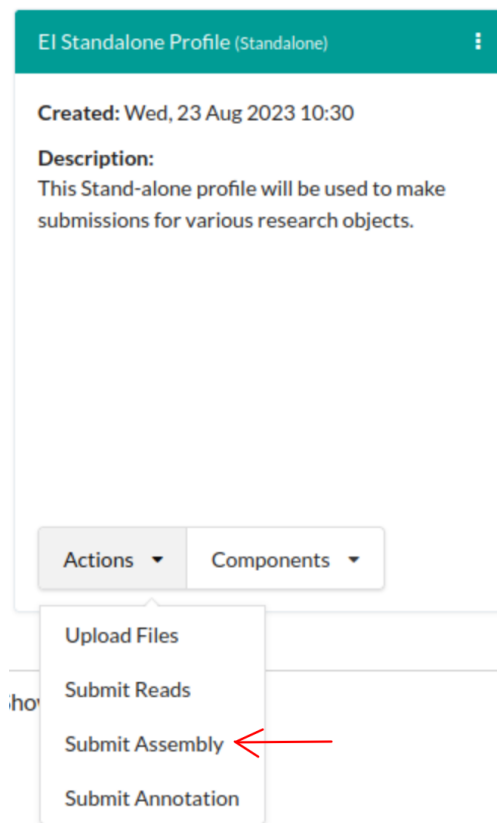 EI Standalone Profile (Standalone)
Created: Wed, 23 Aug 2023 10:30
Description:
This Stand-alone profile will be used to make
submissions for various research objects.
Actions
Components
Upload Files
Submit Reads
Submit Assembly
Submit Annotation